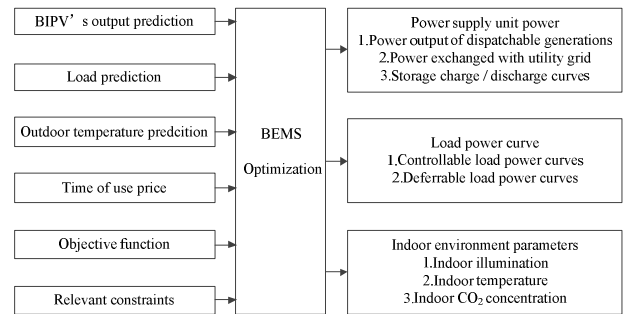 BIPV's output prediction
Load prediction
Outdoor temperature predcition
Time of use price
Objective function
Relevant constraints
BEMS
Optimization
Power supply unit power
1.Power output of dispatchable generations
2.Power exchanged with utility grid
3.Storage charge / discharge curves
Load power curve
1.Controllable load power curves
2.Deferrable load power curves
Indoor environment parameters
1.Indoor illumination
2.Indoor temperature
3.Indoor CO₂ concentration